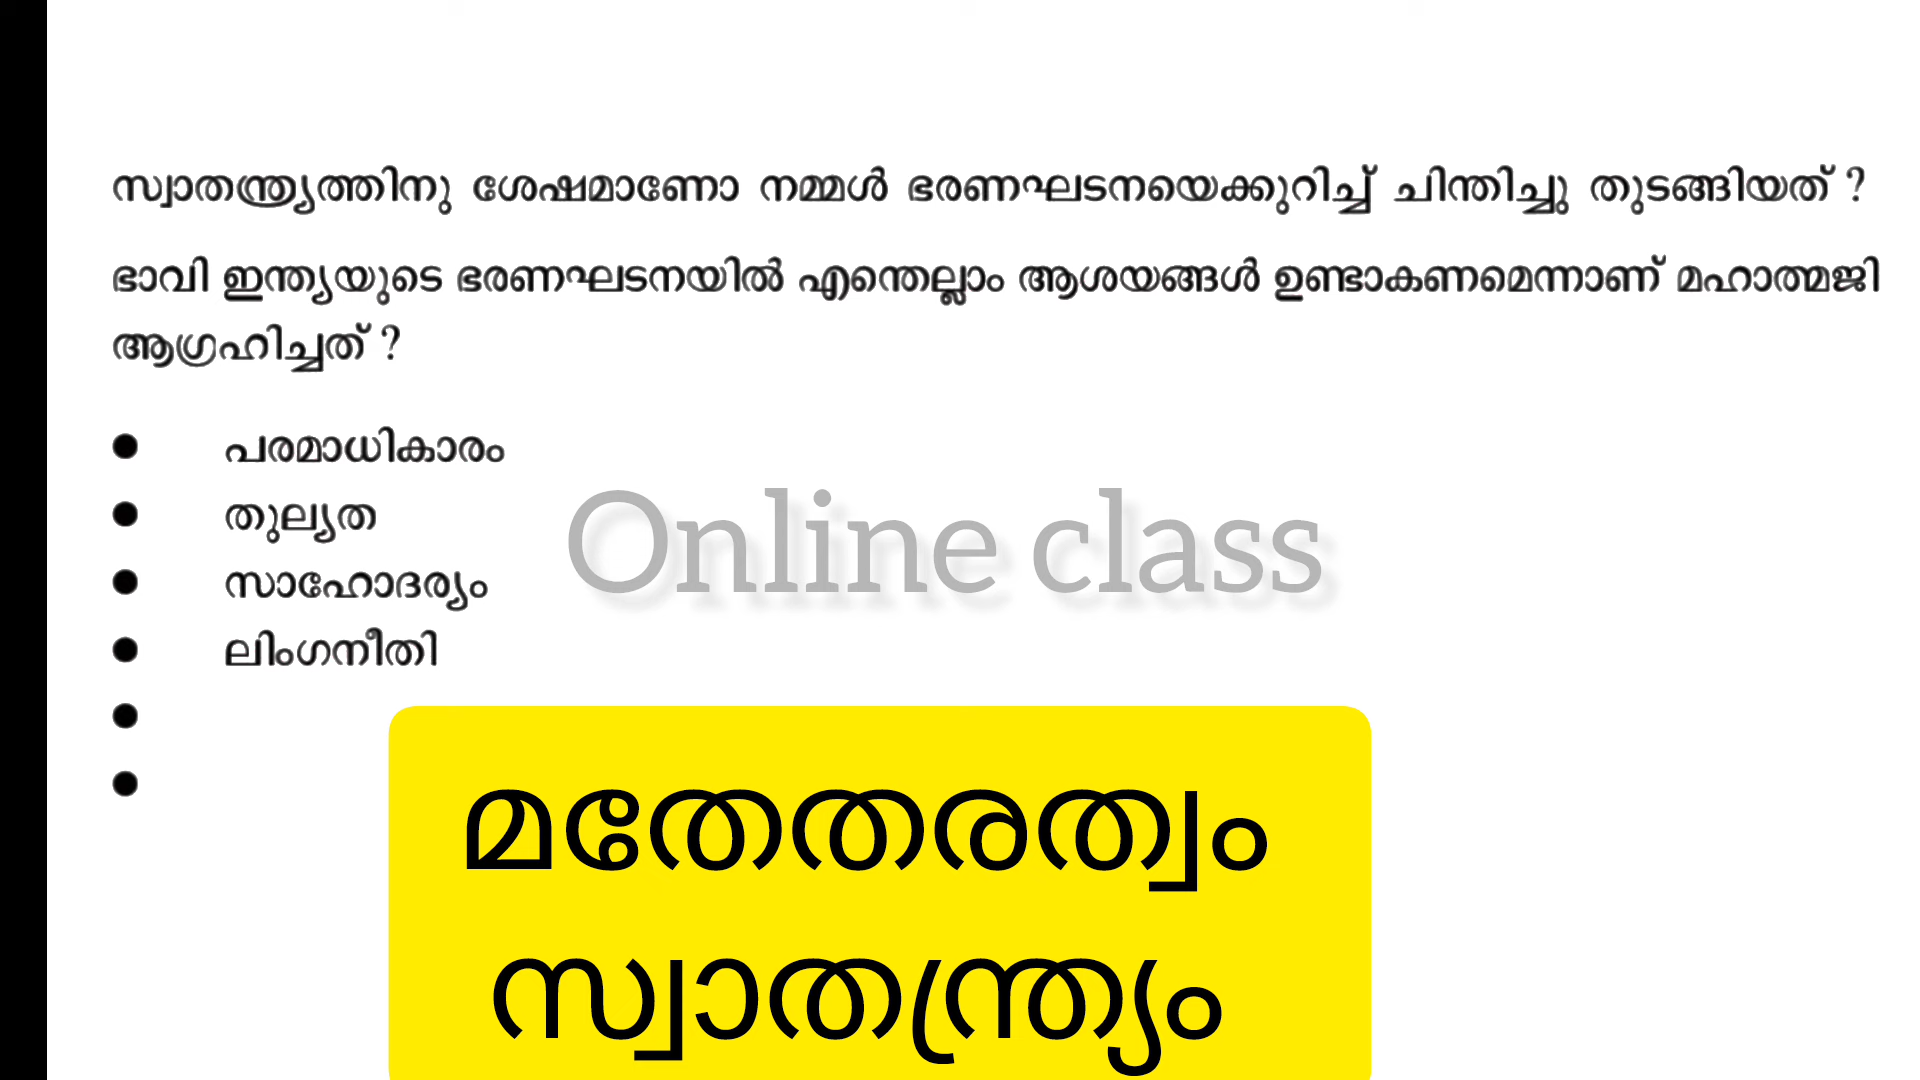 സ്വാതന്ത്ര്യത്തിനു ശേഷമാണോ നമ്മൾ ഭരണഘടനയെക്കുറിച്ച് ചിന്തിച്ചു തുടങ്ങിയത് ?
ഭാവി ഇന്ത്യയുടെ ഭരണഘടനയിൽ എന്തെല്ലാം ആശയങ്ങൾ ഉണ്ടാകണമെന്നാണ് മഹാത്മജി
ആഗ്രഹിച്ചത് ?
● പരമാധികാരം
● തുല്യത
● സാഹോദര്യം
● ലിംഗനീതി
●
●
Online class
മതേതരത്വം
സ്വാതന്ത്ര്യം